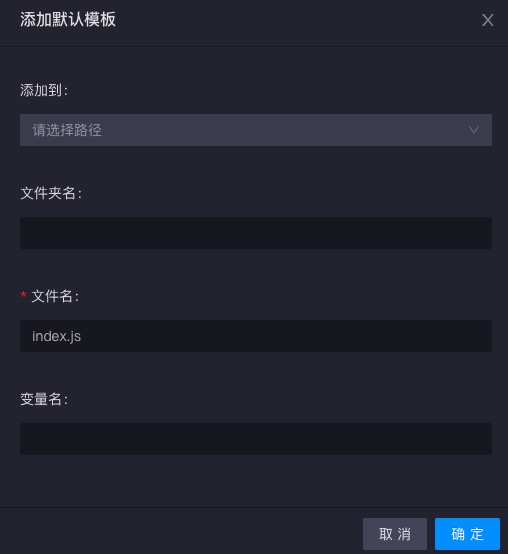 添加默认模板
X
添加到：
请选择路径
文件夹名：
* 文件名：
index.js
变量名：
取 消
确 定